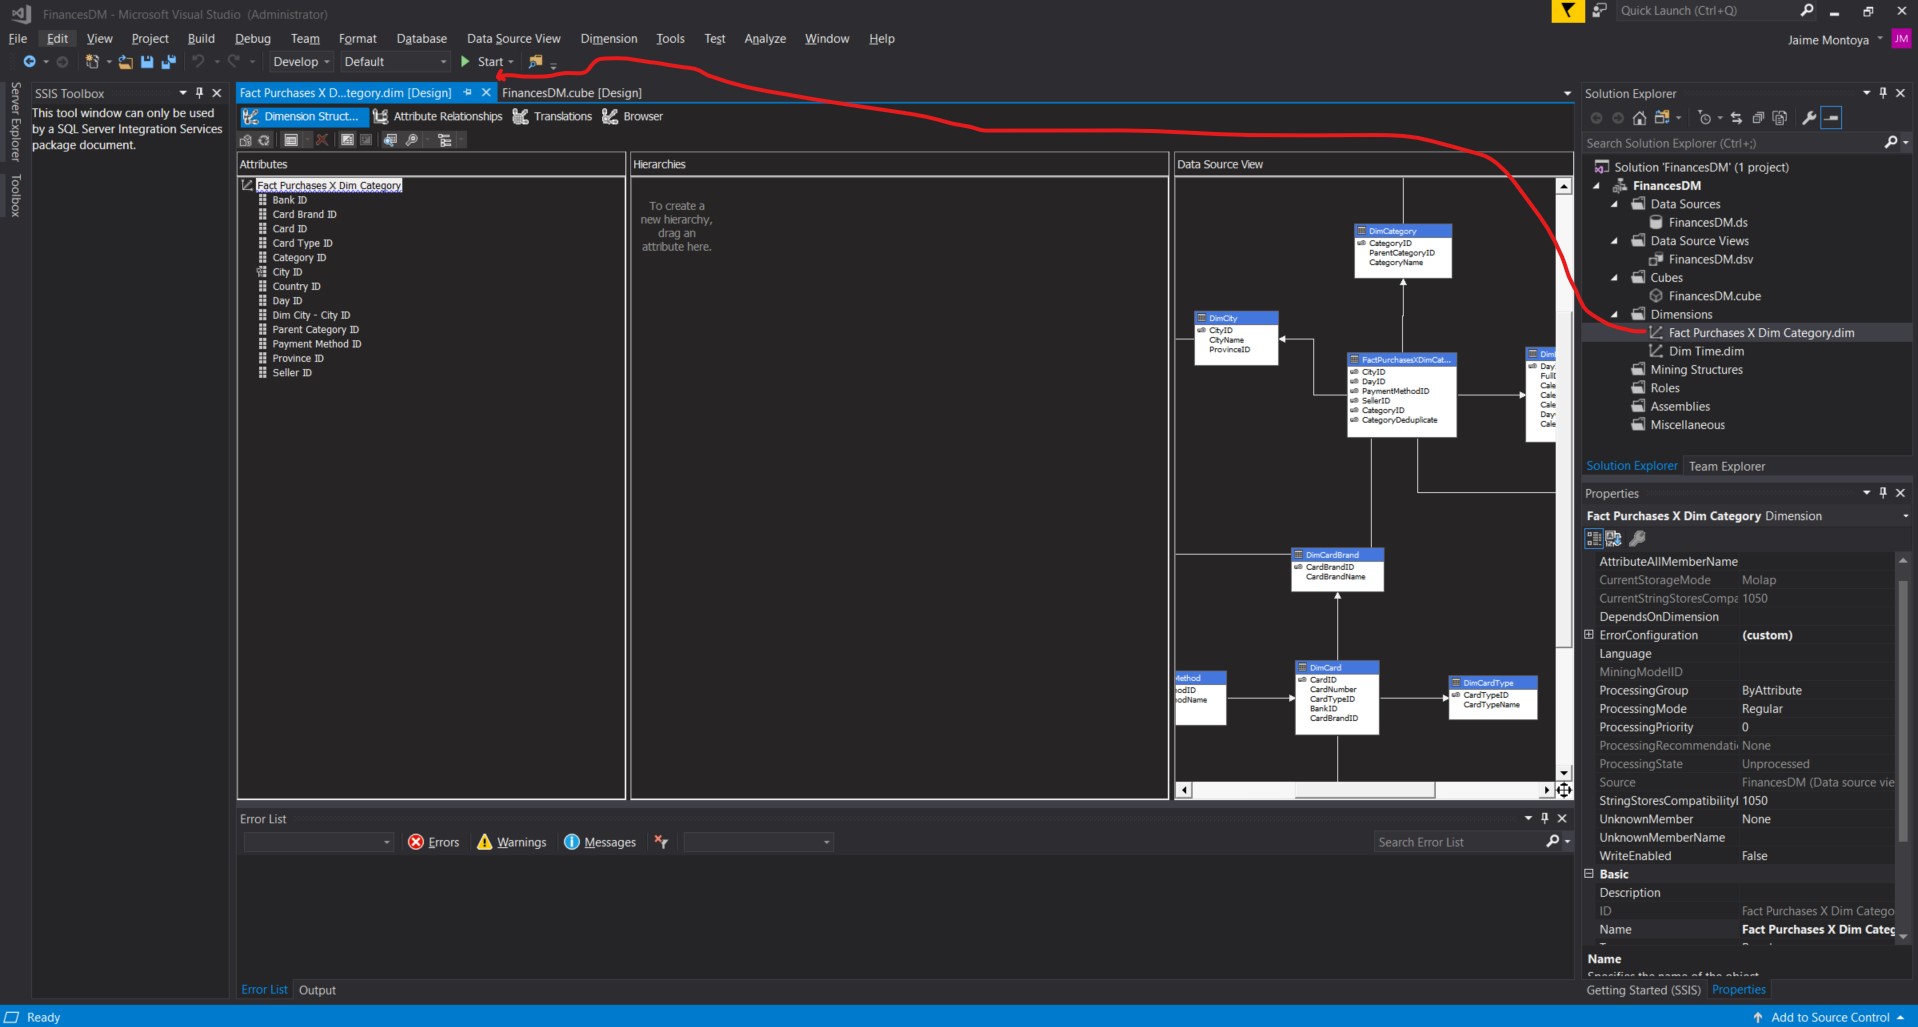 FinancesDM - Microsoft Visual Studio (Administrator)
Quick Launch (Ctrl+Q)
File Edit View Project Build Debug Team Format Database Data Source View Dimension Tools Test Analyze Window Help
Jaime Montoya JM
Develop Default Start
Server Explorer
Toolbox
SSIS Toolbox
This tool window can only be used
by a SQL Server Integration Services
package document.
Fact Purchases X D...tegory.dim [Design] FinancesDM.cube [Design]
Dimension Struct... Attribute Relationships Translations Browser
Attributes
Fact Purchases X Dim Category
Bank ID
Card Brand ID
Card ID
Card Type ID
Category ID
City ID
Country ID
Day ID
Dim City - City ID
Parent Category ID
Payment Method ID
Province ID
Seller ID
Hierarchies
To create a
new hierarchy,
drag an
attribute here.
Data Source View
DimCategory
CategoryID
ParentCategoryID
CategoryName
DimCity
CityID
CityName
ProvinceID
FactPurchasesXDimCat...
CityID
DayID
PaymentMethodID
SellerID
CategoryID
CategoryDeduplicate
Day
Cale
Cale
Cale
Day
Cale
DimCardBrand
CardBrandID
CardBrandName
Method
odID
odName
DimCard
CardID
CardNumber
CardTypeID
BankID
CardBrandID
DimCardType
CardTypeID
CardTypeName
Error List
Errors Warnings Messages
Search Error List
Error List Output
Solution Explorer
Search Solution Explorer (Ctrl+;)
Solution 'FinancesDM' (1 project)
FinancesDM
Data Sources
FinancesDM.ds
Data Source Views
FinancesDM.dsv
Cubes
FinancesDM.cube
Dimensions
Fact Purchases X Dim Category.dim
Dim Time.dim
Mining Structures
Roles
Assemblies
Miscellaneous
Solution Explorer Team Explorer
Properties
Fact Purchases X Dim Category Dimension
AttributeAllMemberName
CurrentStorageMode Molap
CurrentStringStoresCompa 1050
DependsOnDimension
ErrorConfiguration (custom)
Language
MiningModelID
ProcessingGroup ByAttribute
ProcessingMode Regular
ProcessingPriority 0
ProcessingRecommendati None
ProcessingState Unprocessed
Source FinancesDM (Data source vie
StringStoresCompatibilityl 1050
UnknownMember None
UnknownMemberName
WriteEnabled False
Basic
Description
ID Fact Purchases X Dim Catego
Name Fact Purchases X Dim Categ
Name
Specifies the name of the object
Getting Started (SSIS) Properties
Ready
Add to Source Control